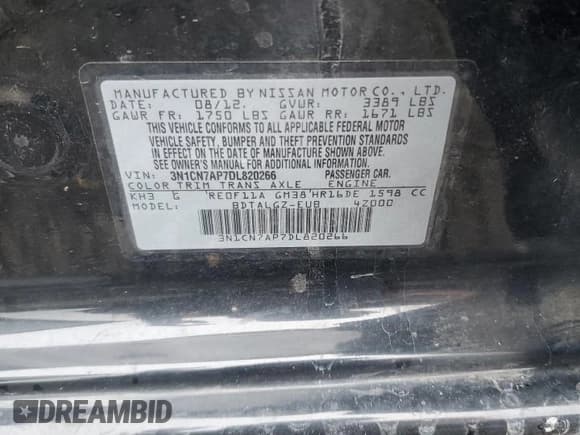 MANUFACTURED BY NISSAN MOTOR CO., LTD.
DATE: 08/12. GVWR: 3389 LBS
GAWR FR: 1750 LBS GAWR RR: 1671 LBS
THIS VEHICLE CONFORMS TO ALL APPLICABLE FEDERAL MOTOR
VEHICLE SAFETY, BUMPER AND THEFT PREVENTION STANDARDS
IN EFFECT ON THE DATE OF MANUFACTURE SHOWN ABOVE.
SEE OWNER'S MANUAL FOR ADDITIONAL INFORMATION.
VIN: 3N1CN7AP7DL820266 PASSENGER CAR.
COLOR TRIM TRANS AXLE ENGINE
KH3 G RE0F11A GM38 HR16DE 1598 CC
MODEL: BDTALGZ-EUB 4Z000
3N1CN7AP7DL820266
DREAMBID